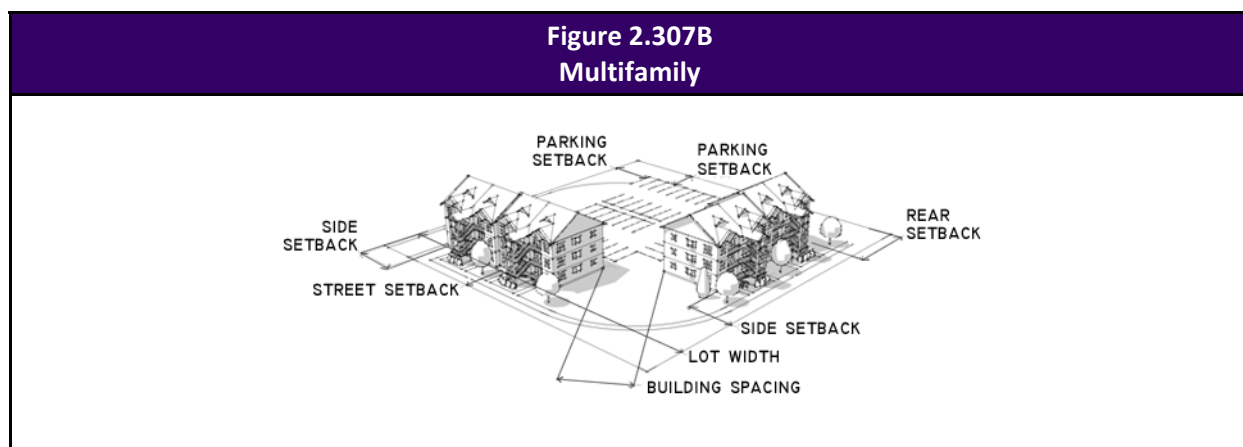 Figure 2.307B
Multifamily
PARKING
SETBACK
PARKING
SETBACK
SIDE
SETBACK
REAR
SETBACK
STREET SETBACK
SIDE SETBACK
LOT WIDTH
BUILDING SPACING